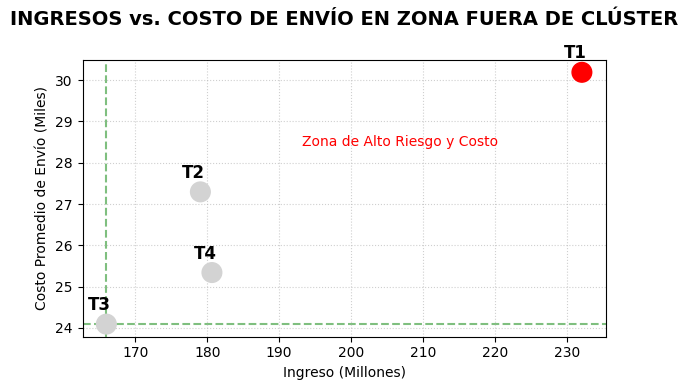 INGRESOS vs. COSTO DE ENVÍO EN ZONA FUERA DE CLÚSTER
T1
30
29
Zona de Alto Riesgo y Costo
28
T2
27
26
T4
25
T3
24
Costo Promedio de Envío (Miles)
170 180 190 200 210 220 230
Ingreso (Millones)